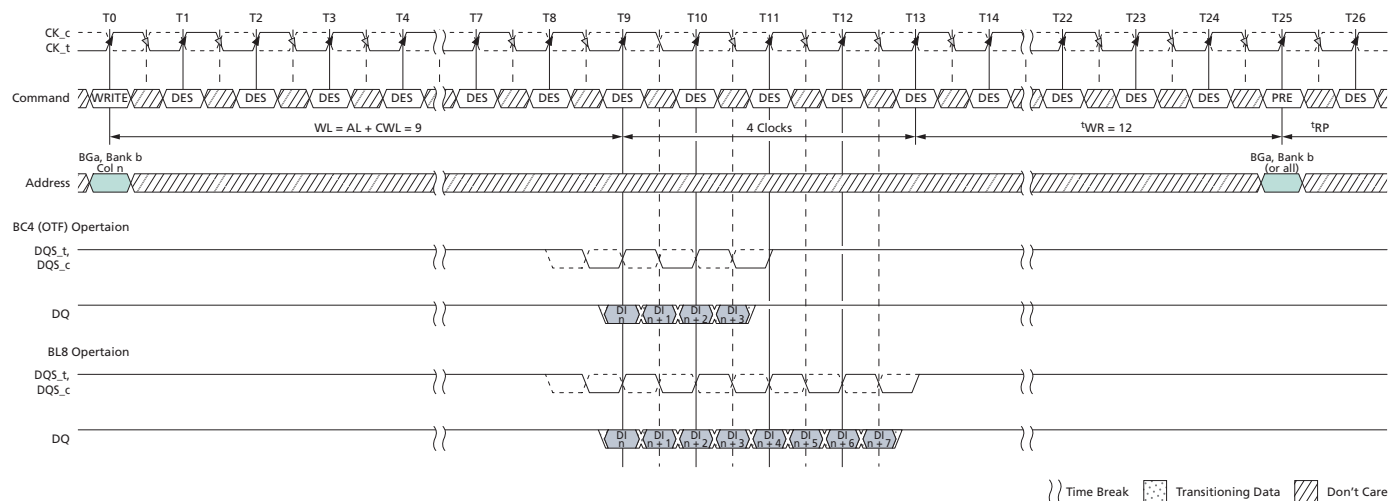 T0 T1 T2 T3 T4 T7 T8 T9 T10 T11 T12 T13 T14 T22 T23 T24 T25 T26
CK_c
CK_t
Command WRITE DES DES DES DES DES DES DES DES DES DES DES DES DES DES DES PRE DES
WL = AL + CWL = 9 4 Clocks tWR = 12 tRP
BGa, Bank b
Col n
BGa, Bank b
(or all)
Address
BC4 (OTF) Opertaion
DQS_t,
DQS_c
DQ DI n DI n + 1 DI n + 2 DI n + 3
BL8 Opertaion
DQS_t,
DQS_c
DQ DI n DI n + 1 DI n + 2 DI n + 3 DI n + 4 DI n + 5 DI n + 6 DI n + 7
Time Break Transitioning Data Don't Care